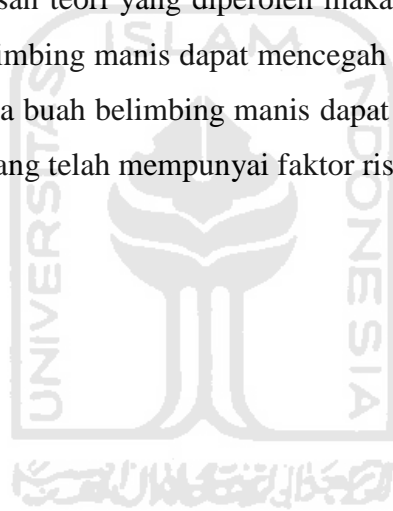 san teori yang diperoleh maka
limbing manis dapat mencegah
a buah belimbing manis dapat
ang telah mempunyai faktor ris
ISLAM
UNIVERSITAS
INDONESIA